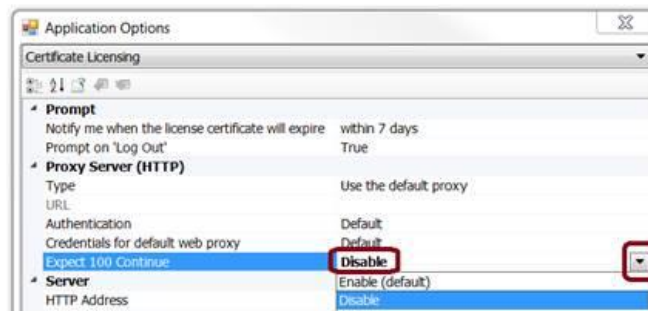 Application Options
Certificate Licensing
Prompt
Notify me when the license certificate will expire within 7 days
Prompt on 'Log Out' True
Proxy Server (HTTP)
Type Use the default proxy
URL
Authentication Default
Credentials for default web proxy Default
Expect 100 Continue Disable
Server Enable (default)
HTTP Address Disable